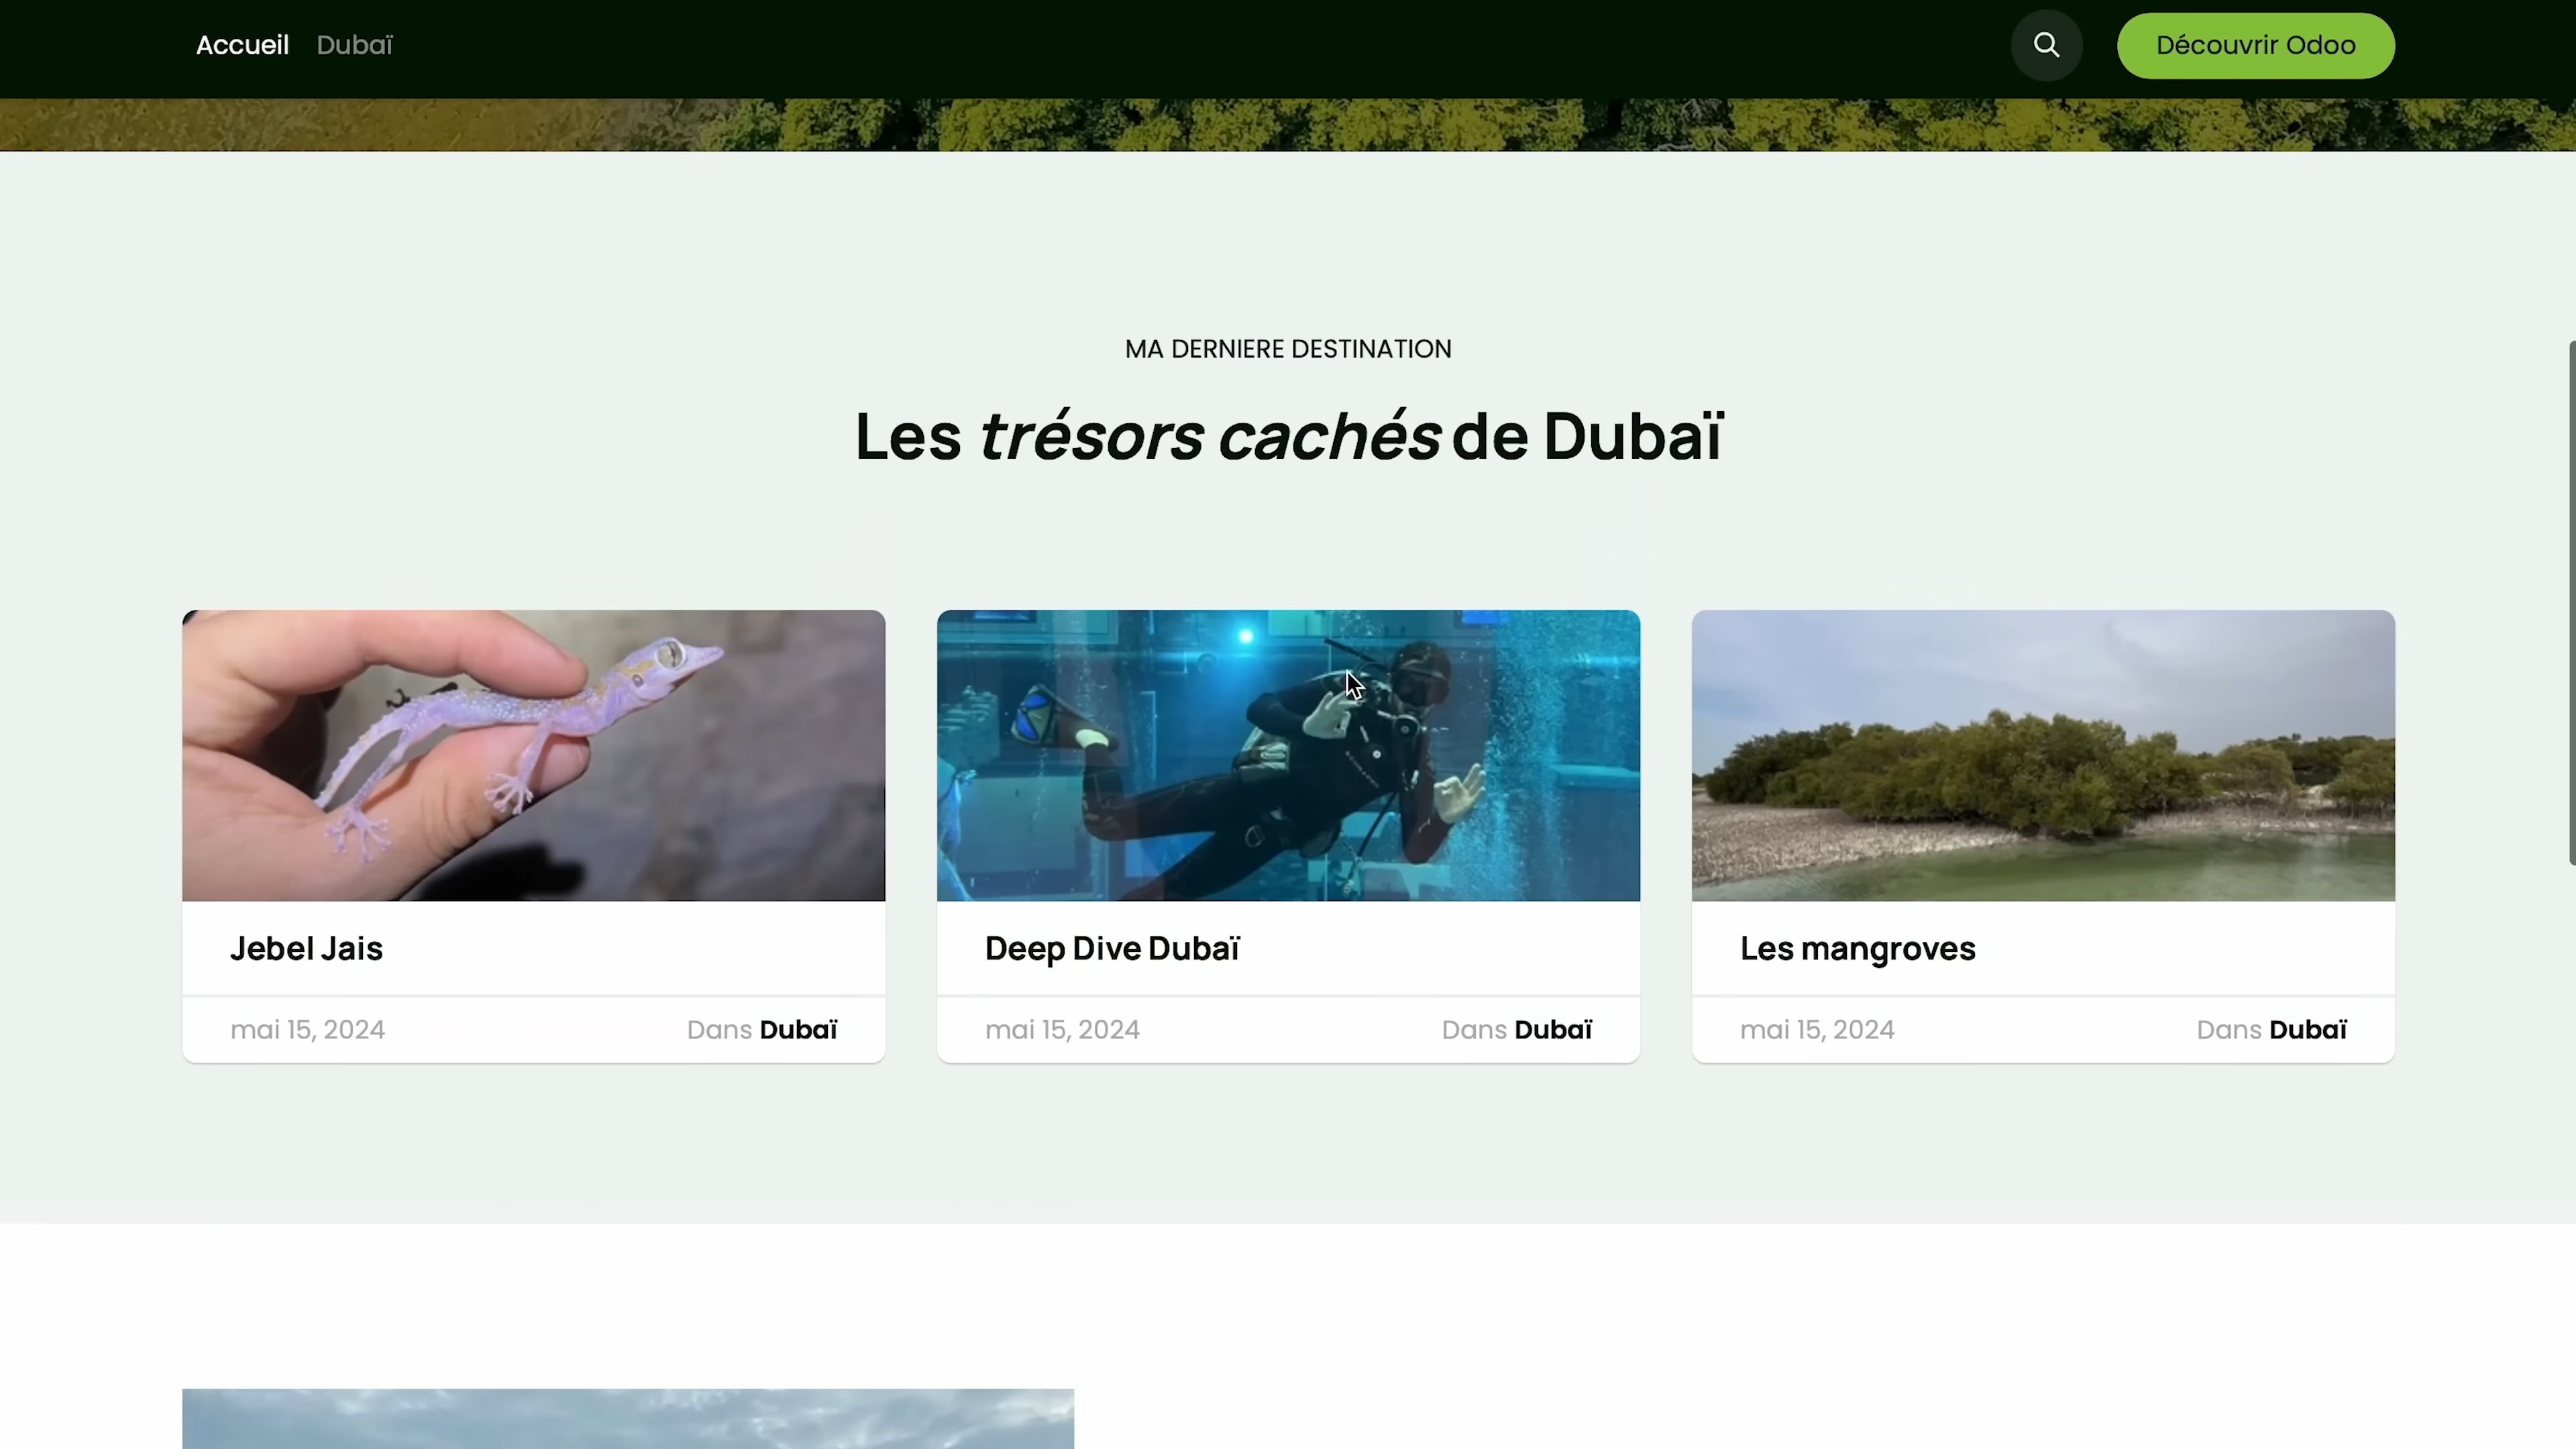 Accueil Dubaï
Découvrir Odoo
MA DERNIERE DESTINATION
Les trésors cachés de Dubaï
Jebel Jais
mai 15, 2024 Dans Dubaï
Deep Dive Dubaï
mai 15, 2024 Dans Dubaï
Les mangroves
mai 15, 2024 Dans Dubaï